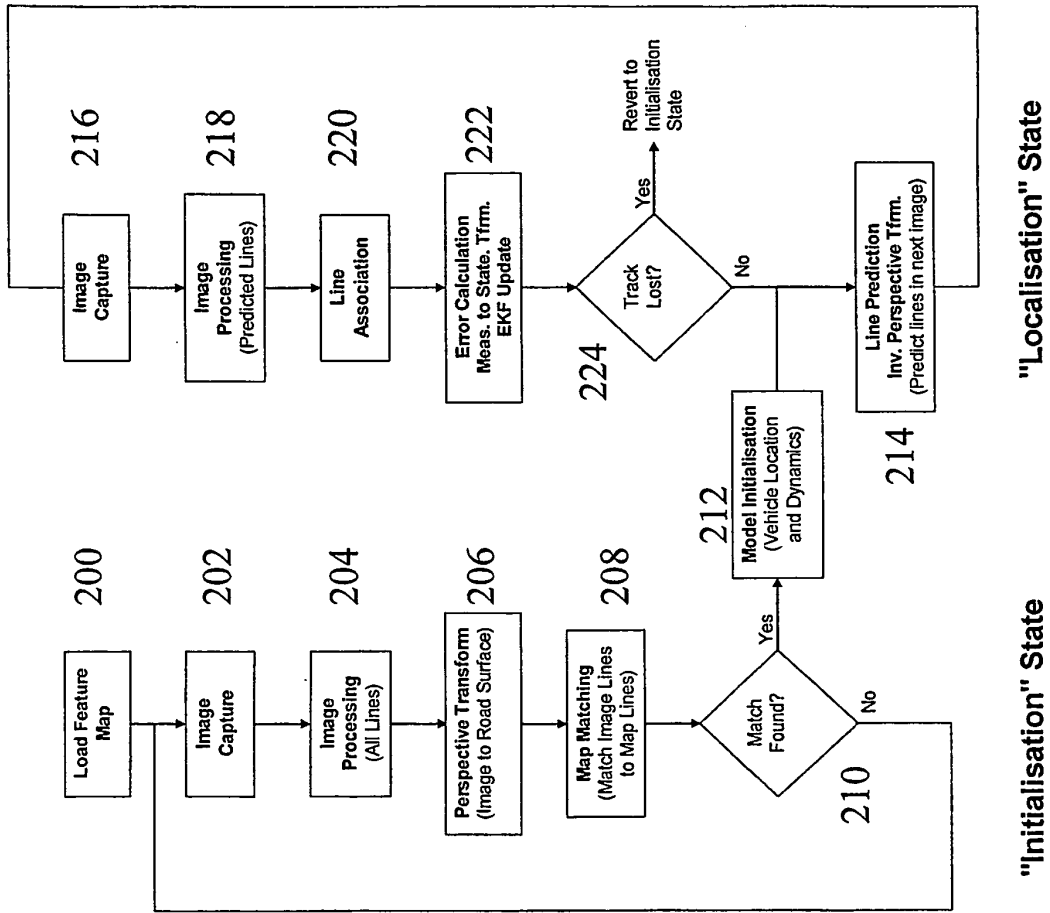 Load Feature
Map
200
Image
Capture
202
Image
Processing
(All Lines)
204
Perspective Transform
(Image to Road Surface)
206
Map Matching
(Match Image Lines
to Map Lines)
208
Match
Found?
210
Yes
No
Model Initialisation
(Vehicle Location
and Dynamics)
212
"Initialisation" State
Image
Capture
216
Image
Processing
(Predicted Lines)
218
Line
Association
220
Error Calculation
Meas. to State. Tfrm.
EKF Update
222
Track
Lost?
224
Yes
Revert to
Initialisation
State
No
Line Prediction
Inv. Perspective Tfrm.
(Predict lines in next image)
214
"Localisation" State